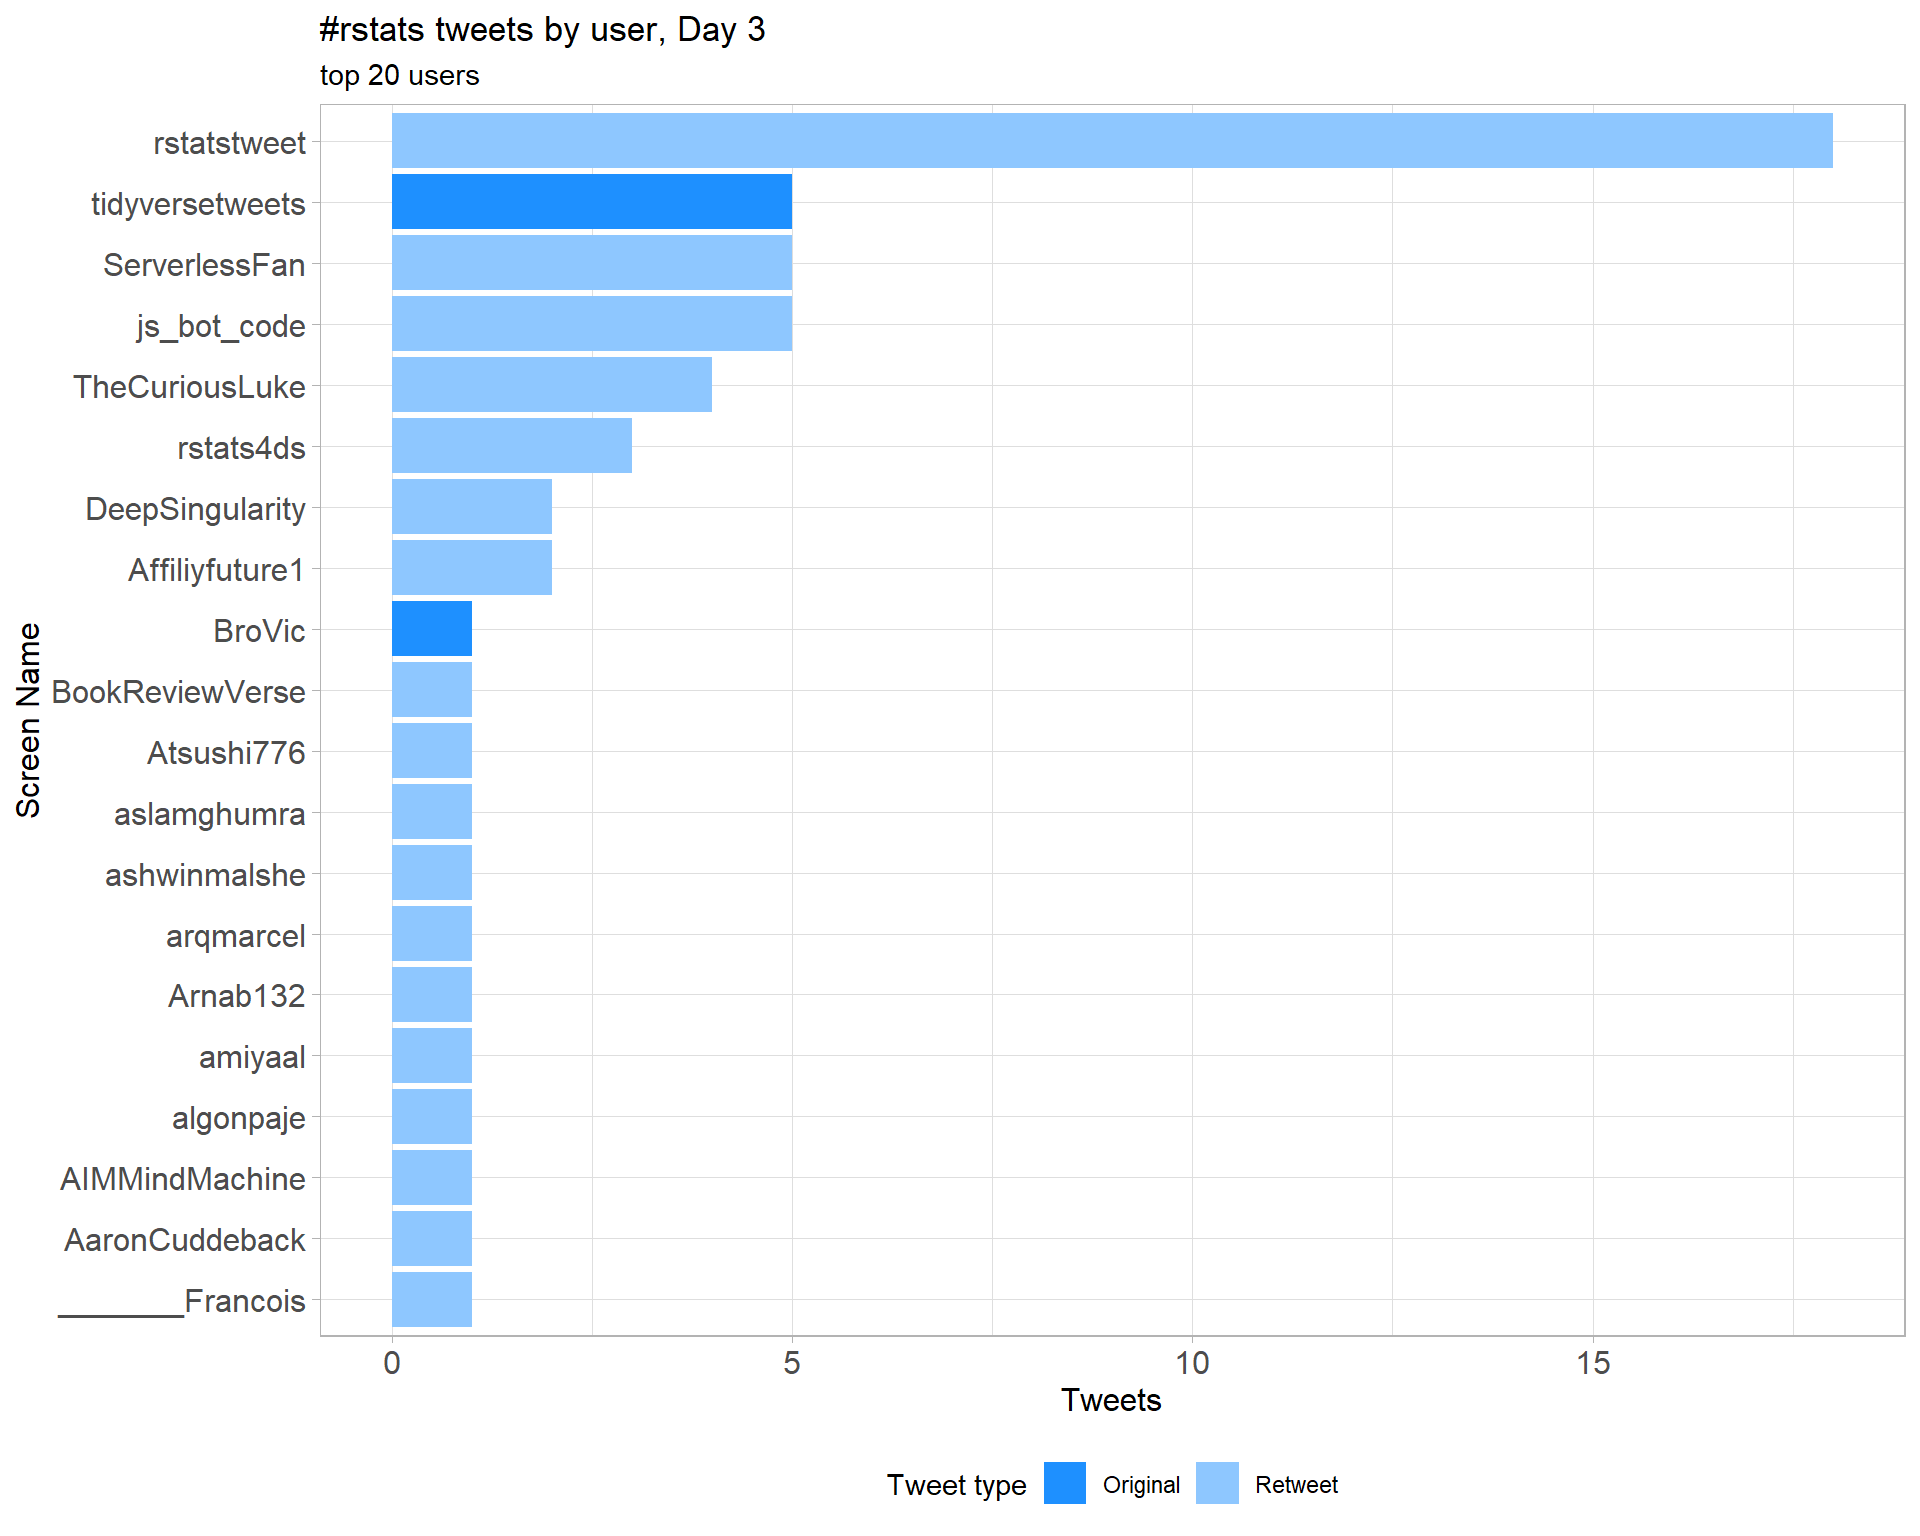 #rstats tweets by user, Day 3
top 20 users
rstatstweet
tidyversetweets
ServerlessFan
js_bot_code
TheCuriousLuke
rstats4ds
DeepSingularity
Affiliyfuture1
BroVic
BookReviewVerse
Atsushi776
aslamghumra
ashwinmalshe
arqmarcel
Arnab132
amiyaal
algonpaje
AIMMindMachine
AaronCuddeback
_______Francois
Screen Name
0 5 10 15
Tweets
Tweet type Original Retweet